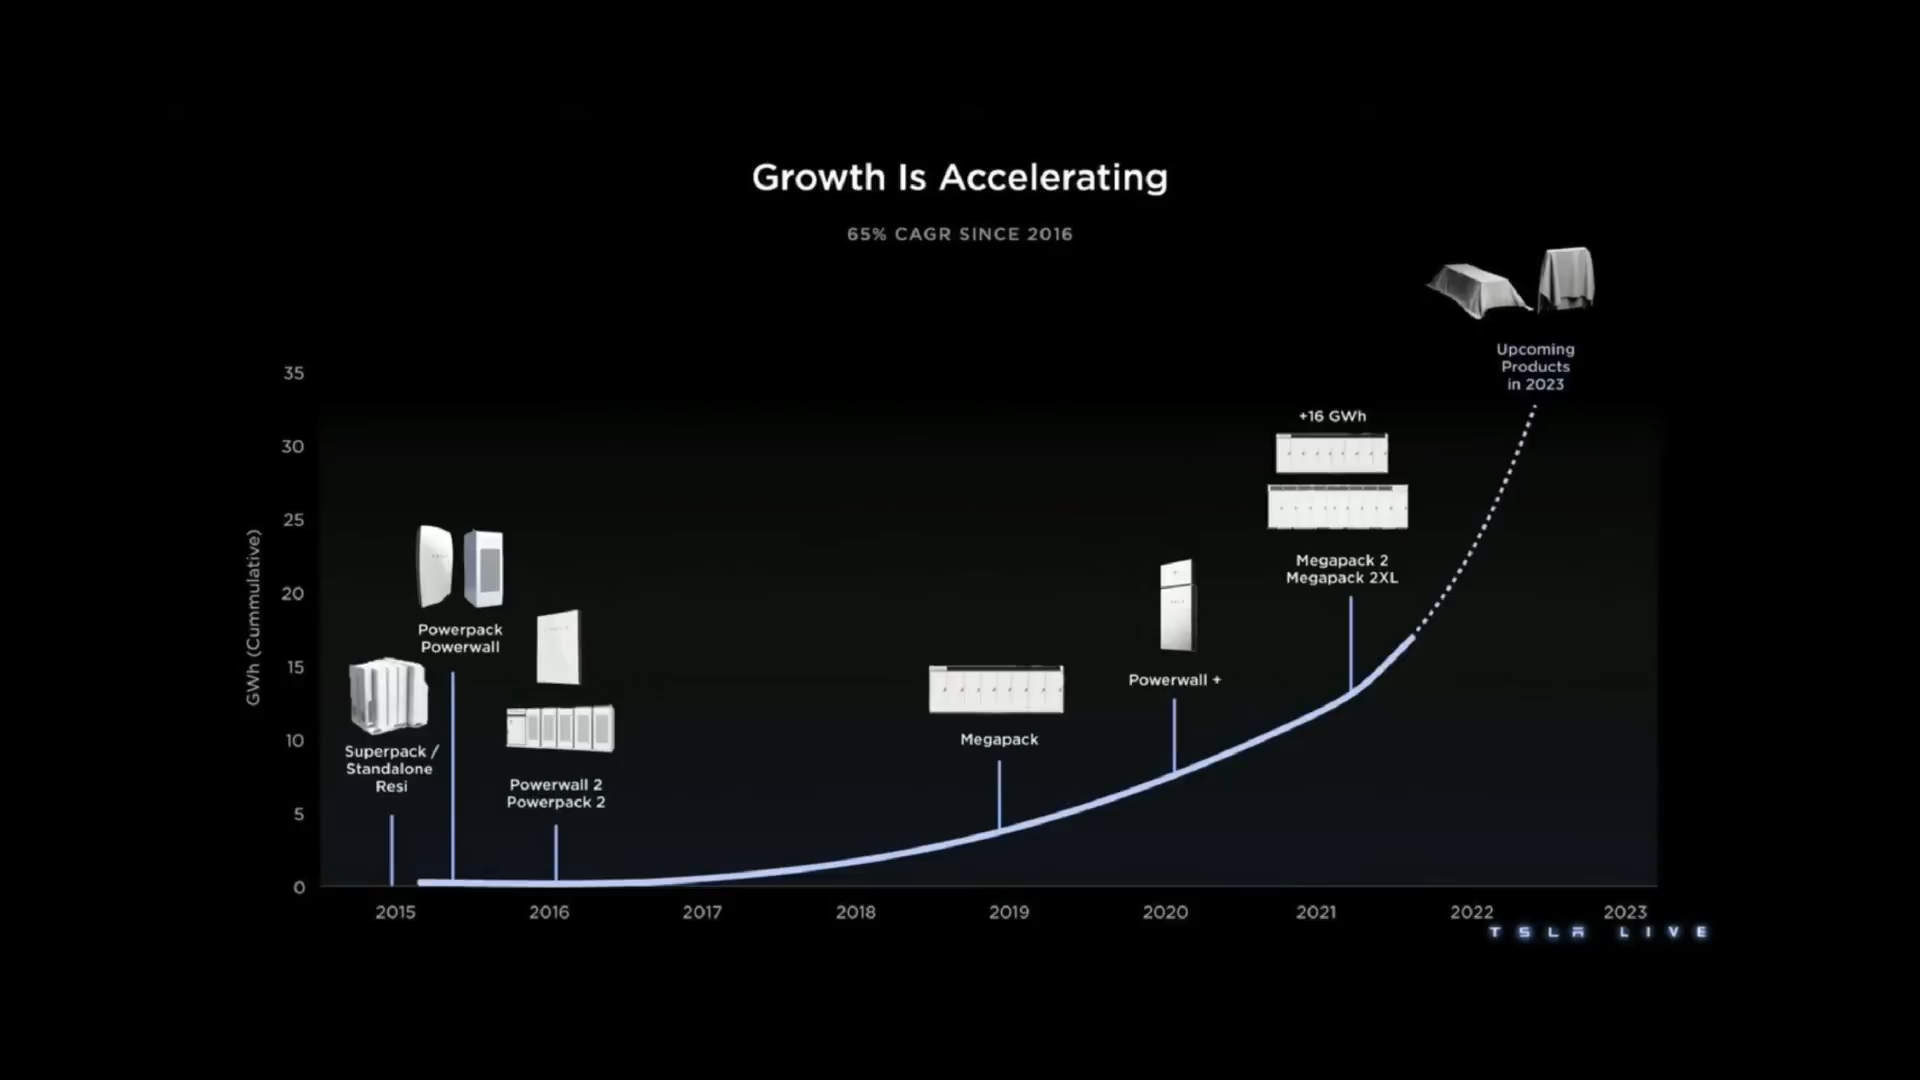 Growth Is Accelerating
65% CAGR SINCE 2016
Upcoming
Products
in 2023
+16 GWh
Megapack 2
Megapack 2XL
Powerpack
Powerwall
Powerwall +
Megapack
Superpack /
Standalone
Resi
Powerwall 2
Powerpack 2
GWh (Cummulative)
35
30
25
20
15
10
5
0
2015 2016 2017 2018 2019 2020 2021 2022 2023
TSLA LIVE